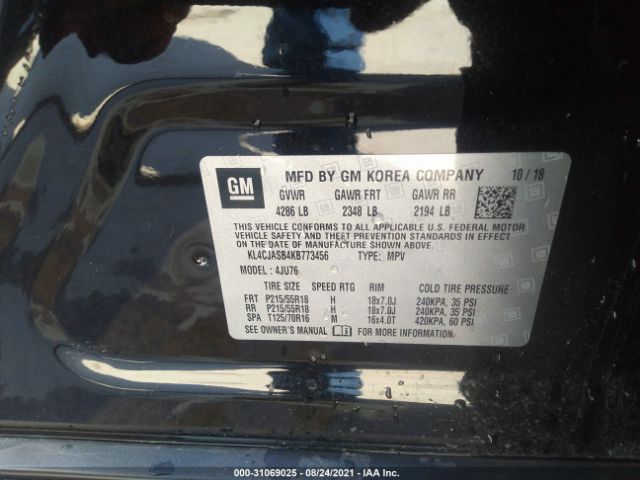 GM
MFD BY GM KOREA COMPANY 10/18
GVWR GAWR FRT GAWR RR
4286 LB 2348 LB 2194 LB
THIS VEHICLE CONFORMS TO ALL APPLICABLE U.S. FEDERAL MOTOR
VEHICLE SAFETY AND THEFT PREVENTION STANDARDS IN EFFECT ON
THE DATE OF MANUFACTURE SHOWN ABOVE.
KL4CJASB4KB773456 TYPE: MPV
MODEL: 4JU76
TIRE SIZE SPEED RTG RIM COLD TIRE PRESSURE
FRT P215/55R18 H 18x7.0J 240KPA, 35 PSI
RR P215/55R18 H 18x7.0J 240KPA, 35 PSI
SPA T125/70R16 M 16x4.0T 420KPA, 60 PSI
SEE OWNER'S MANUAL FOR ADDITIONAL INFORMATION.
000-31069025 - 08/24/2021 - IAA Inc.